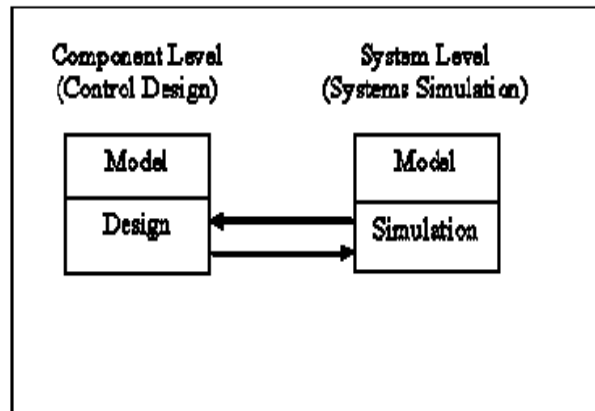 Component Level
(Control Design)
System Level
(Systems Simulation)
Model
Design
Model
Simulation